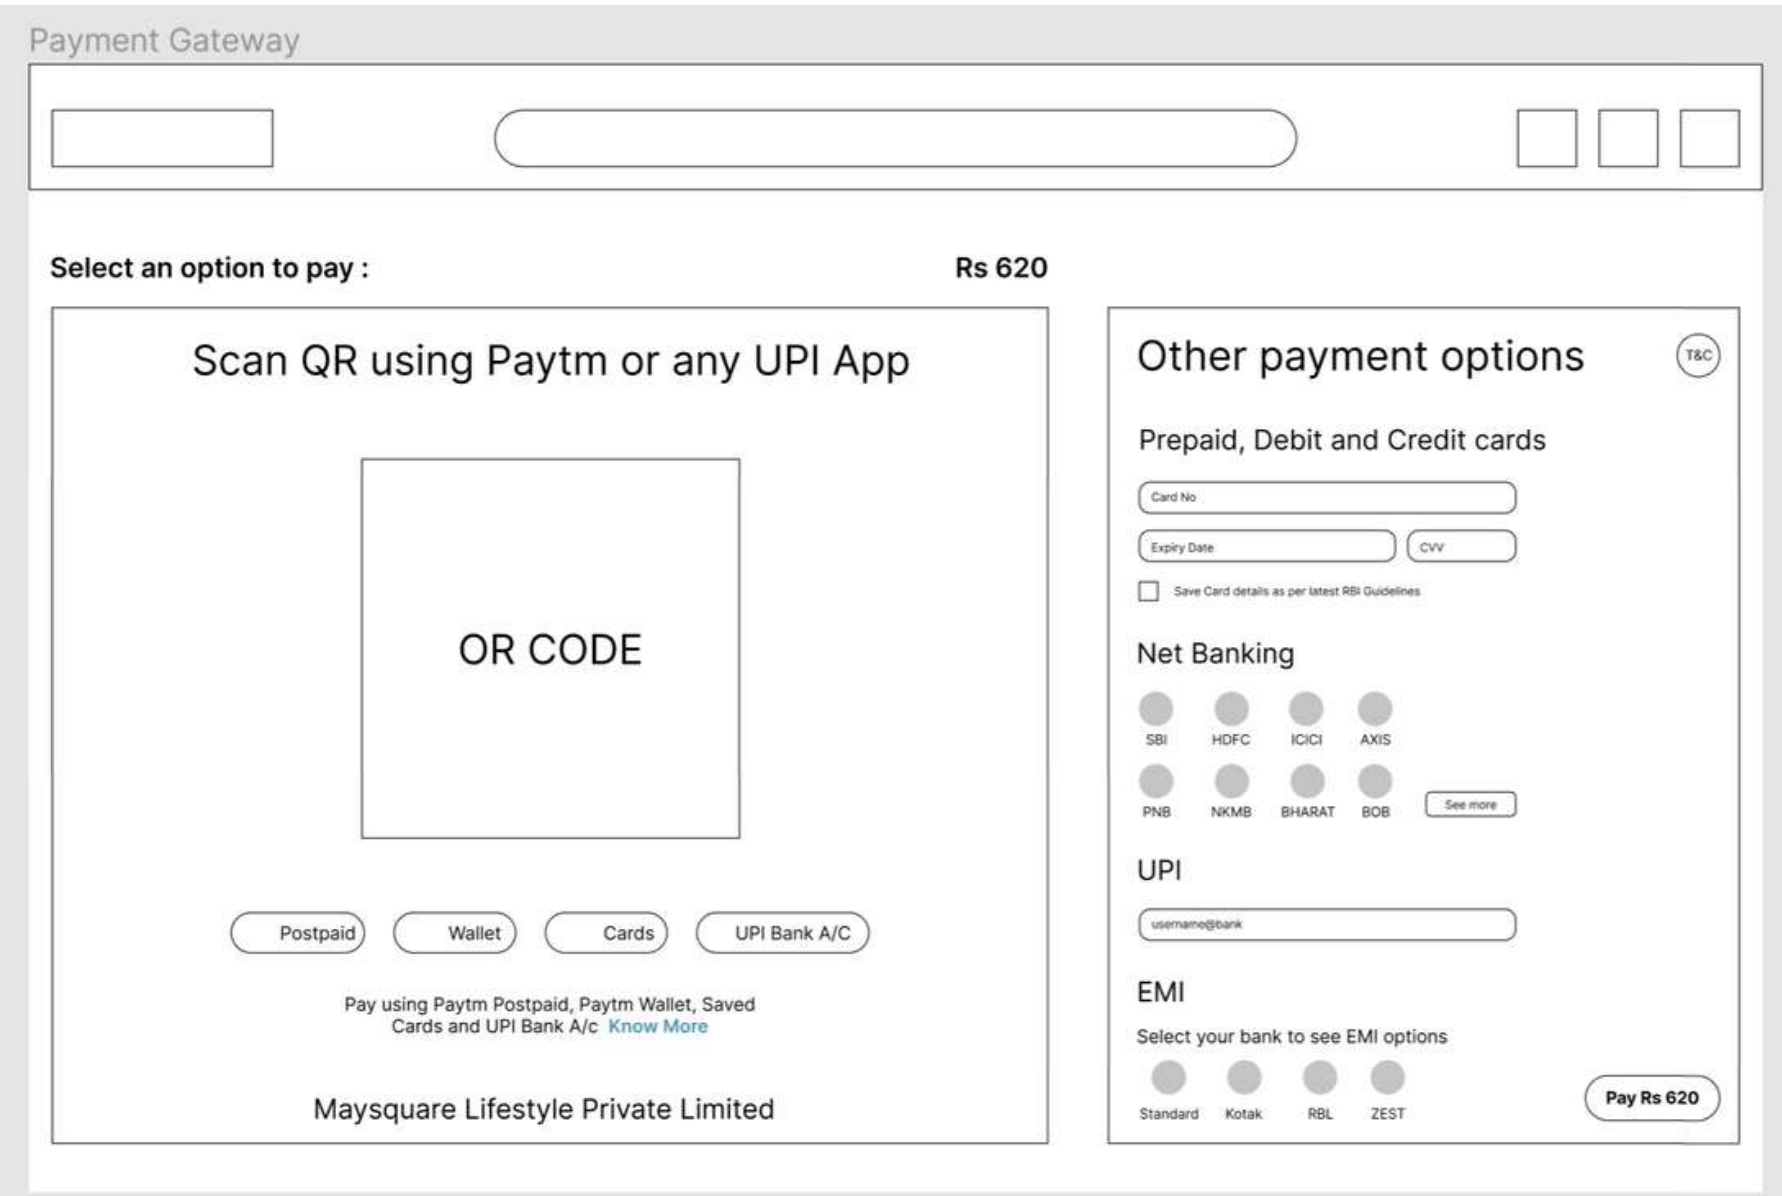 Payment Gateway
Select an option to pay :
Rs 620
Scan QR using Paytm or any UPI App
OR CODE
Postpaid
Wallet
Cards
UPI Bank A/C
Pay using Paytm Postpaid, Paytm Wallet, Saved
Cards and UPI Bank A/c Know More
Maysquare Lifestyle Private Limited
Other payment options
T&C
Prepaid, Debit and Credit cards
Card No
Expiry Date
CVV
Save Card details as per latest RBI Guidelines
Net Banking
SBI HDFC ICICI AXIS
PNB NKMB BHARAT BOB
See more
UPI
username@bank
EMI
Select your bank to see EMI options
Standard Kotak RBL ZEST
Pay Rs 620